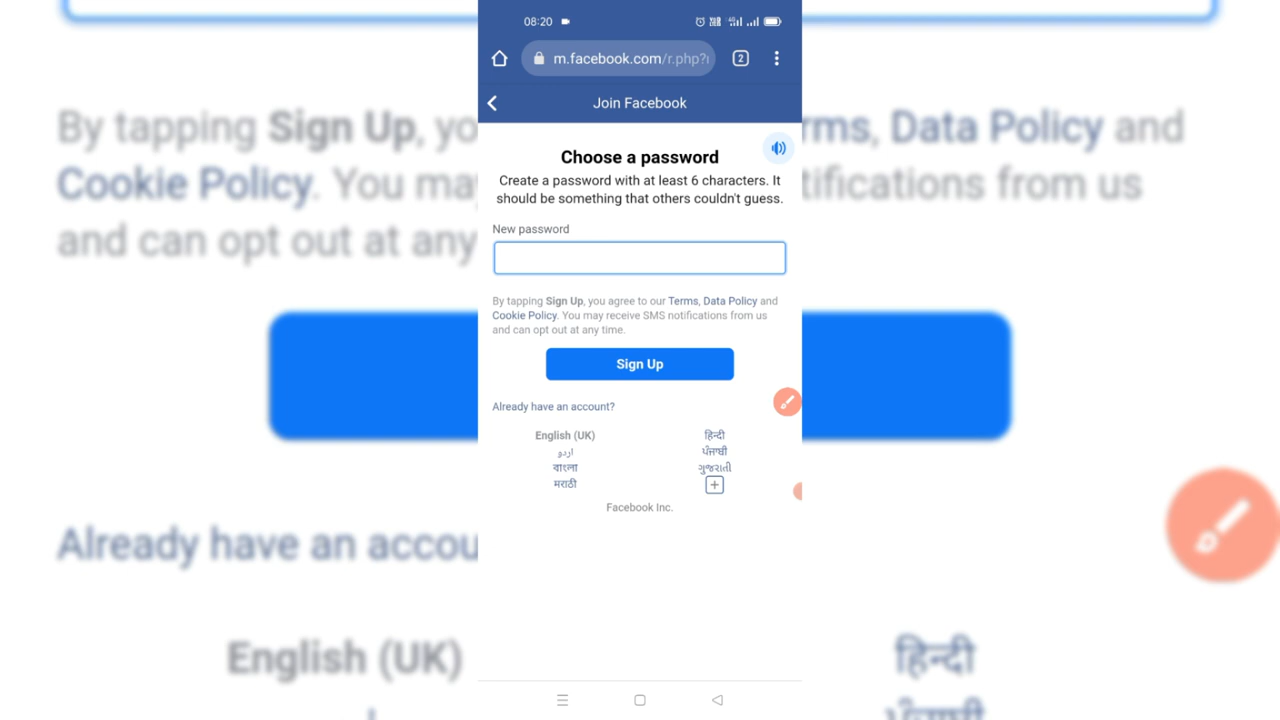 08:20
m.facebook.com/r.php?
2
Join Facebook
Choose a password
Create a password with at least 6 characters. It
should be something that others couldn't guess.
New password
By tapping Sign Up, you agree to our Terms, Data Policy and
Cookie Policy. You may receive SMS notifications from us
and can opt out at any time.
Sign Up
Already have an account?
English (UK) हिन्दी
اردو ਪੰਜਾਬੀ
বাংলা ગુજરાતી
मराठी
Facebook Inc.
By tapping Sign Up, yo rms, Data Policy and
Cookie Policy. You ma tifications from us
and can opt out at any
Already have an accou
English (UK) हिन्दी